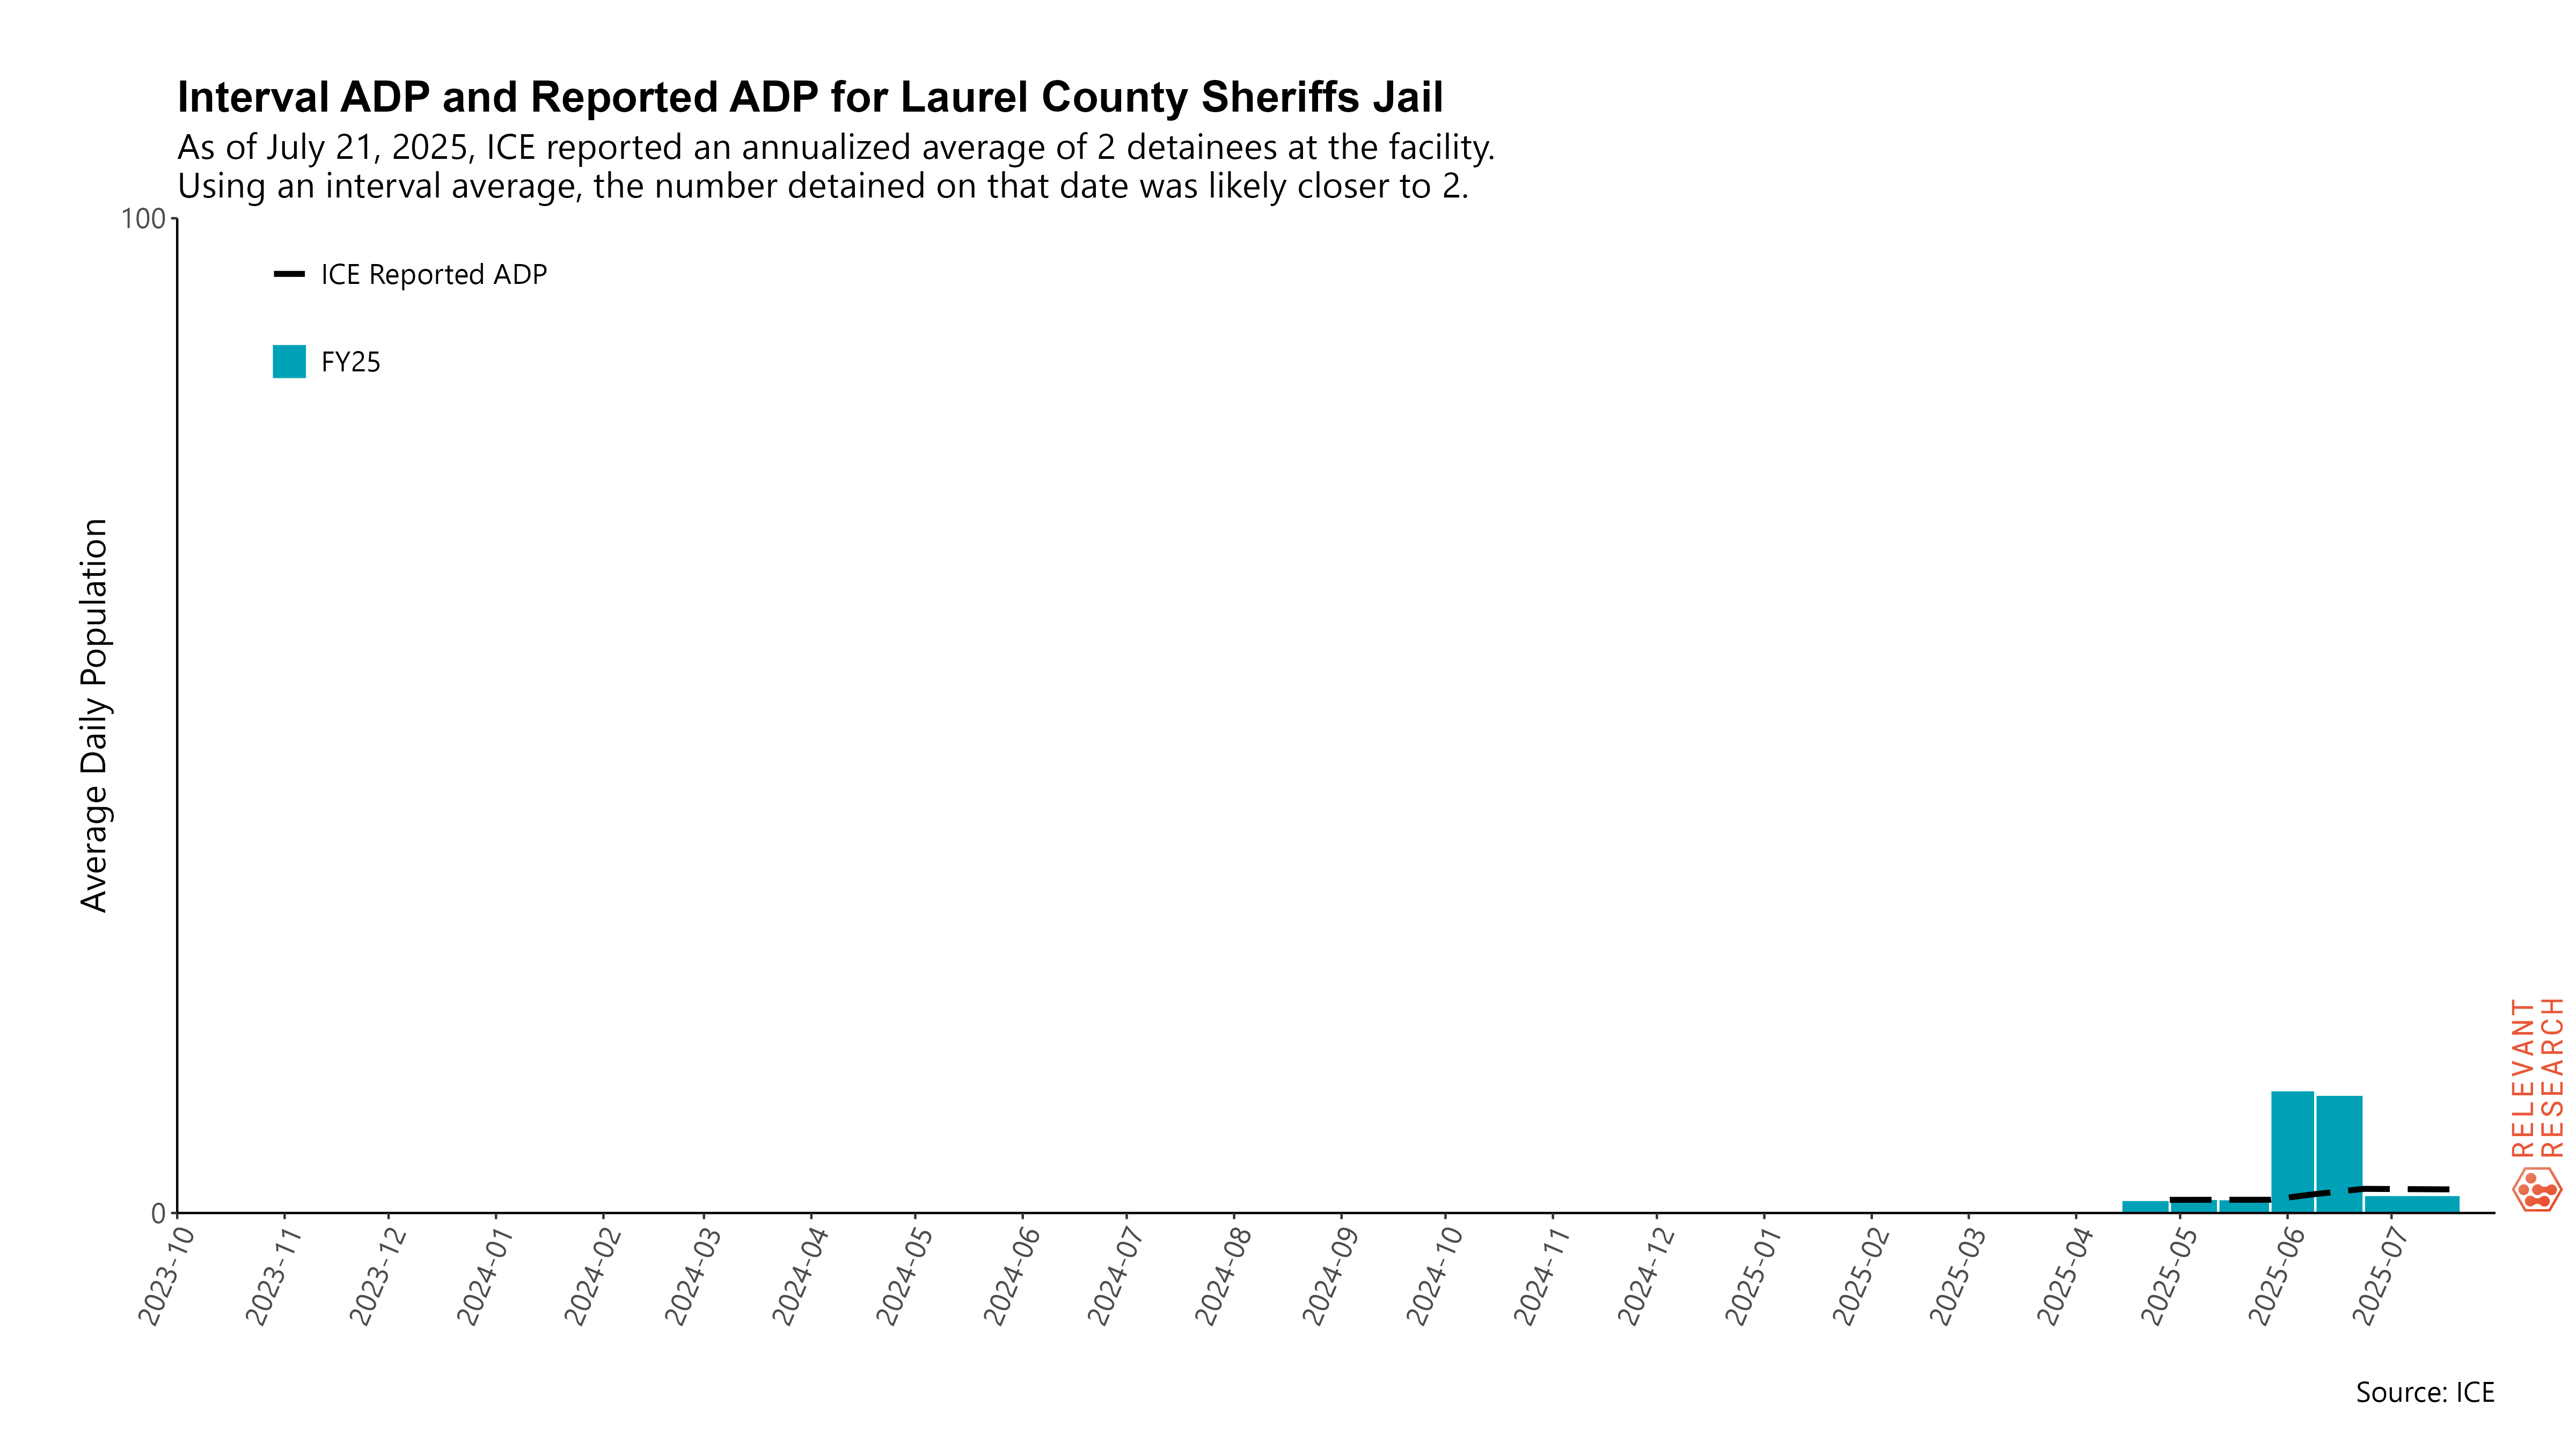 Interval ADP and Reported ADP for Laurel County Sheriffs Jail
As of July 21, 2025, ICE reported an annualized average of 2 detainees at the facility.
Using an interval average, the number detained on that date was likely closer to 2.
100
ICE Reported ADP
FY25
Average Daily Population
0
2023-10
2023-11
2023-12
2024-01
2024-02
2024-03
2024-04
2024-05
2024-06
2024-07
2024-08
2024-09
2024-10
2024-11
2024-12
2025-01
2025-02
2025-03
2025-04
2025-05
2025-06
2025-07
RELEVANT
RESEARCH
Source: ICE